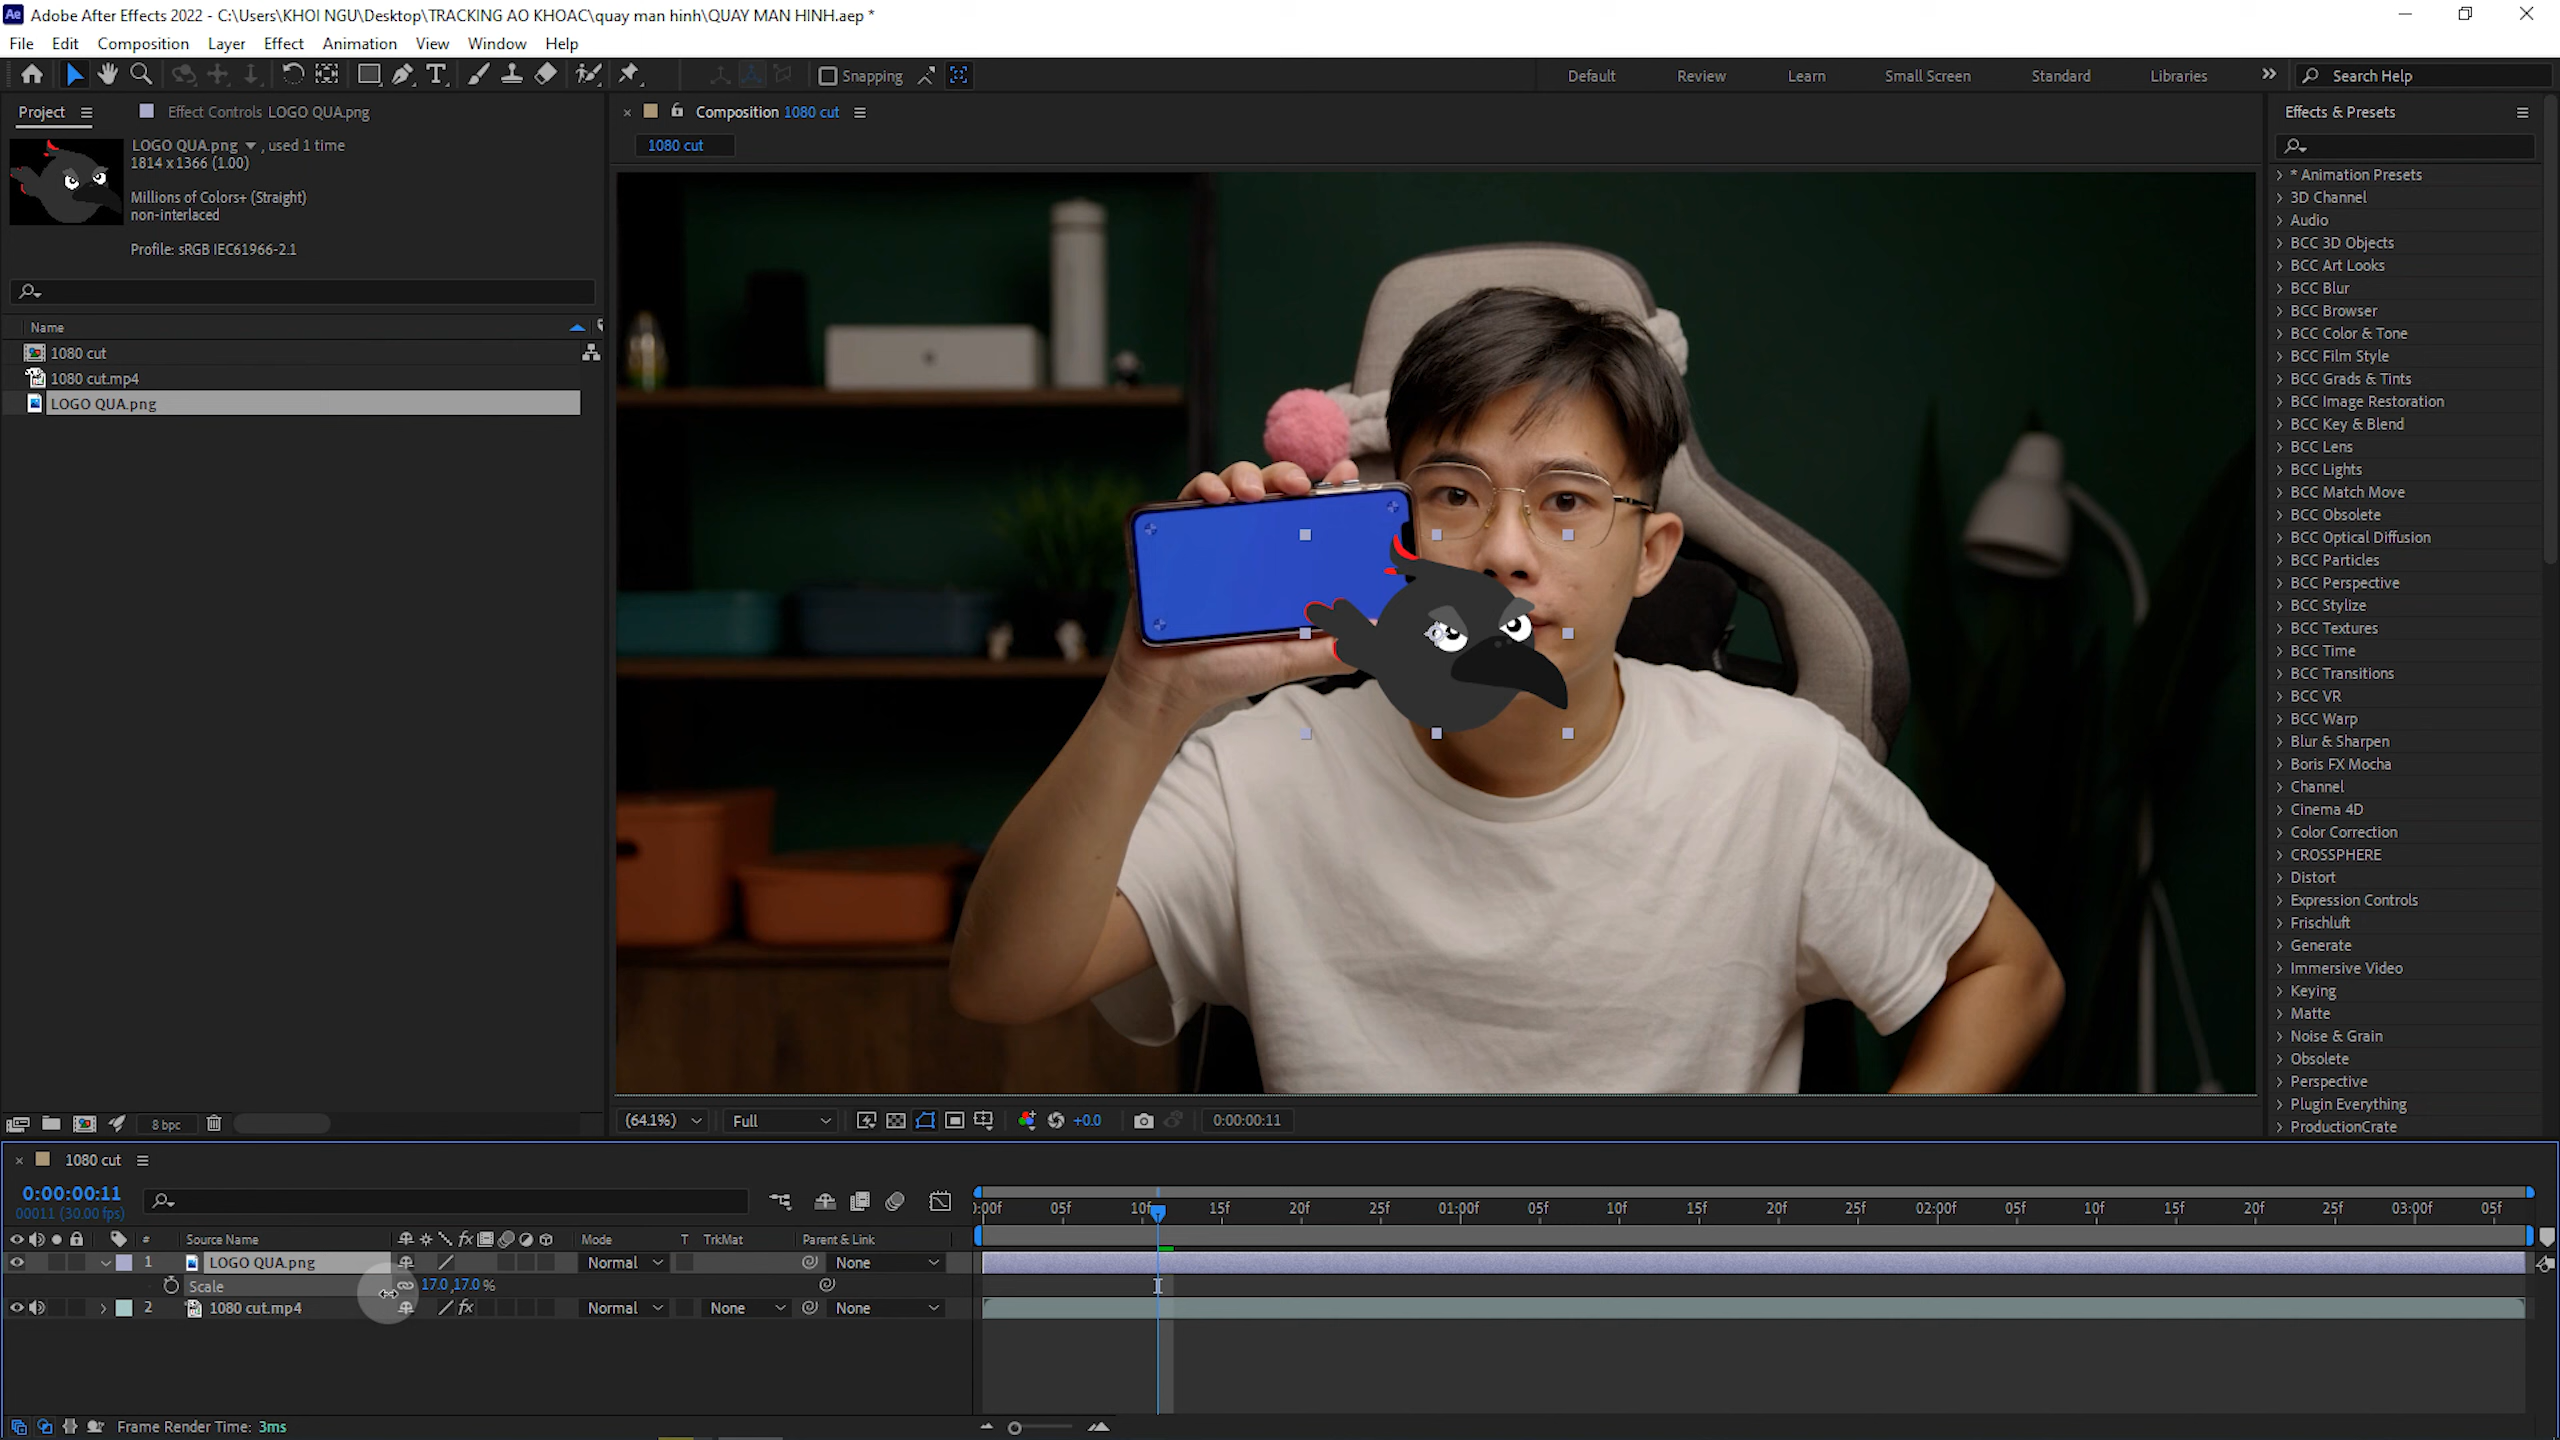 Ae Adobe After Effects 2022 - C:\Users\KHOI NGU\Desktop\TRACKING AO KHOAC\quay man hinh\QUAY MAN HINH.aep *
File Edit Composition Layer Effect Animation View Window Help
Snapping Default Review Learn Small Screen Standard Libraries Search Help
Project Effect Controls LOGO QUA.png
LOGO QUA.png , used 1 time
1814 x 1366 (1.00)
Millions of Colors+ (Straight)
non-interlaced
Profile: sRGB IEC61966-2.1
Name
1080 cut
1080 cut.mp4
LOGO QUA.png
8 bpc
Composition 1080 cut
1080 cut
(64.1%) Full +0.0 0:00:00:11
Effects & Presets
* Animation Presets
3D Channel
Audio
BCC 3D Objects
BCC Art Looks
BCC Blur
BCC Browser
BCC Color & Tone
BCC Film Style
BCC Grads & Tints
BCC Image Restoration
BCC Key & Blend
BCC Lens
BCC Lights
BCC Match Move
BCC Obsolete
BCC Optical Diffusion
BCC Particles
BCC Perspective
BCC Stylize
BCC Textures
BCC Time
BCC Transitions
BCC VR
BCC Warp
Blur & Sharpen
Boris FX Mocha
Channel
Cinema 4D
Color Correction
CROSSPHERE
Distort
Expression Controls
Frischluft
Generate
Immersive Video
Keying
Matte
Noise & Grain
Obsolete
Perspective
Plugin Everything
ProductionCrate
1080 cut
0:00:00:11
00011 (30.00 fps)
:00f 05f 10f 15f 20f 25f 01:00f 05f 10f 15f 20f 25f 02:00f 05f 10f 15f 20f 25f 03:00f 05f
# Source Name fx Mode T TrkMat Parent & Link
1 LOGO QUA.png Normal None
Scale 17.0,17.0 %
2 1080 cut.mp4 fx Normal None None
Frame Render Time: 3ms